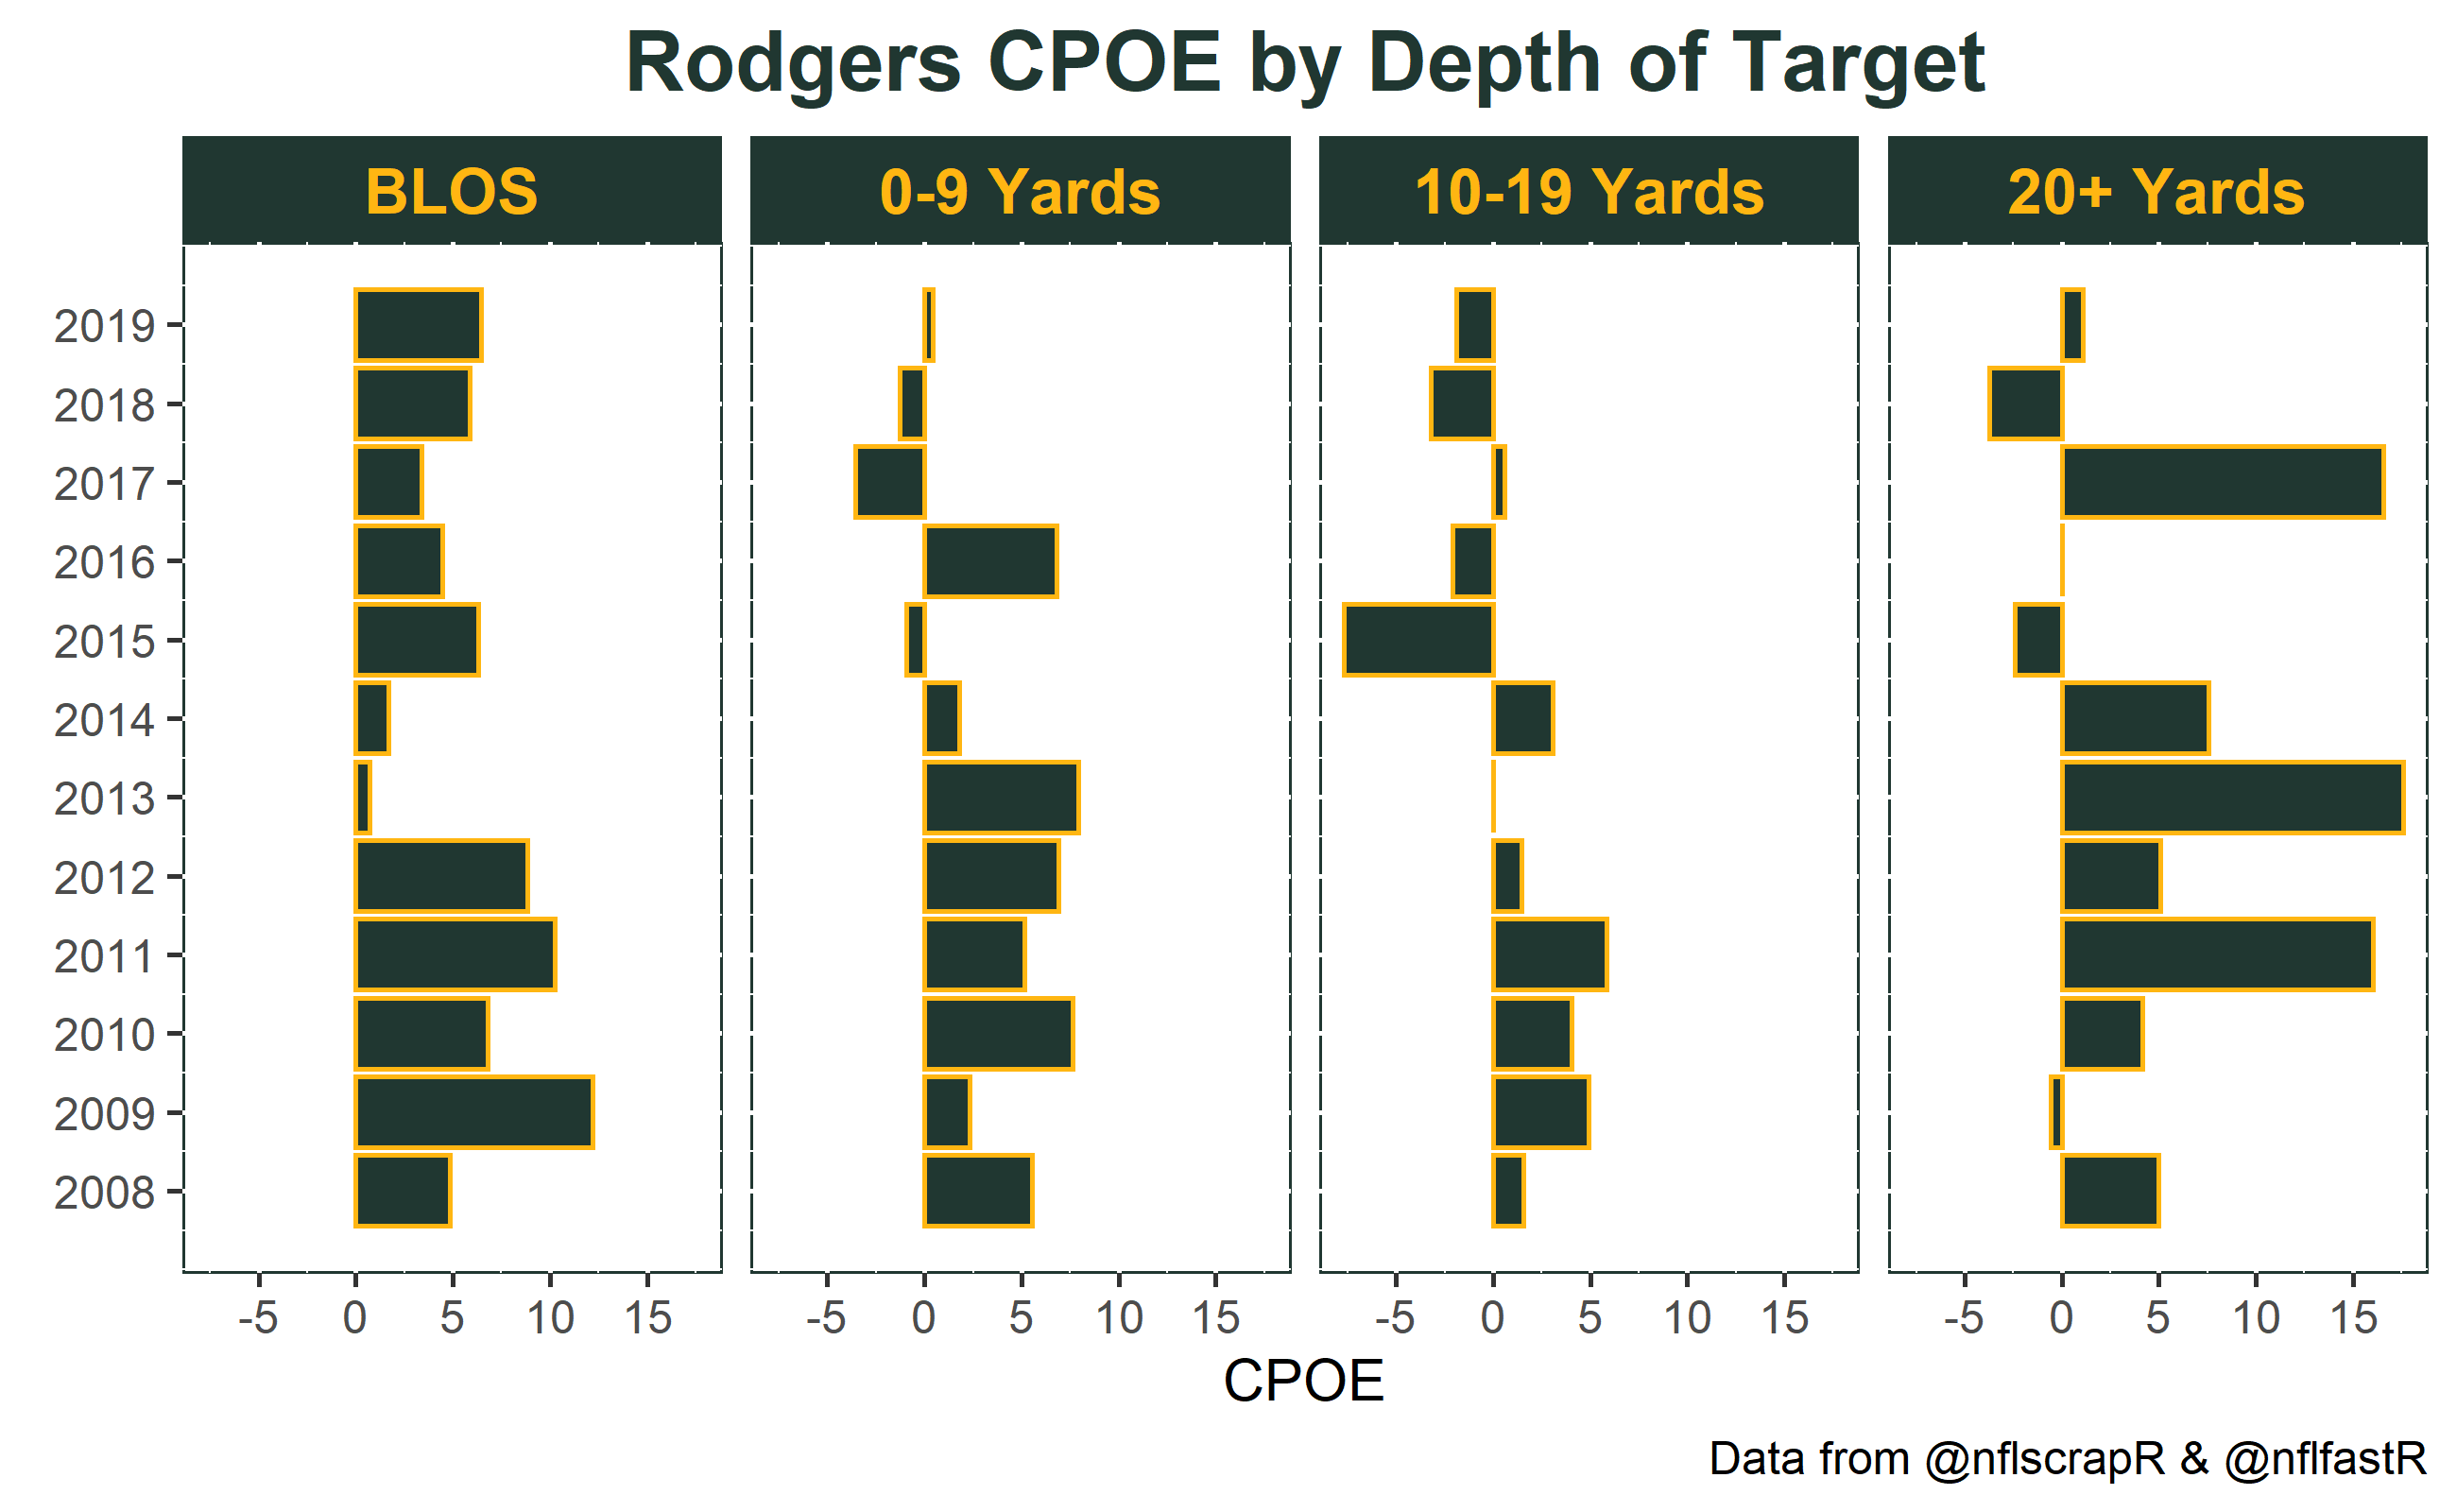 Rodgers CPOE by Depth of Target
BLOS 0-9 Yards 10-19 Yards 20+ Yards
2019
2018
2017
2016
2015
2014
2013
2012
2011
2010
2009
2008
-5 0 5 10 15 -5 0 5 10 15 -5 0 5 10 15 -5 0 5 10 15
CPOE
Data from @nflscrapR & @nflfastR